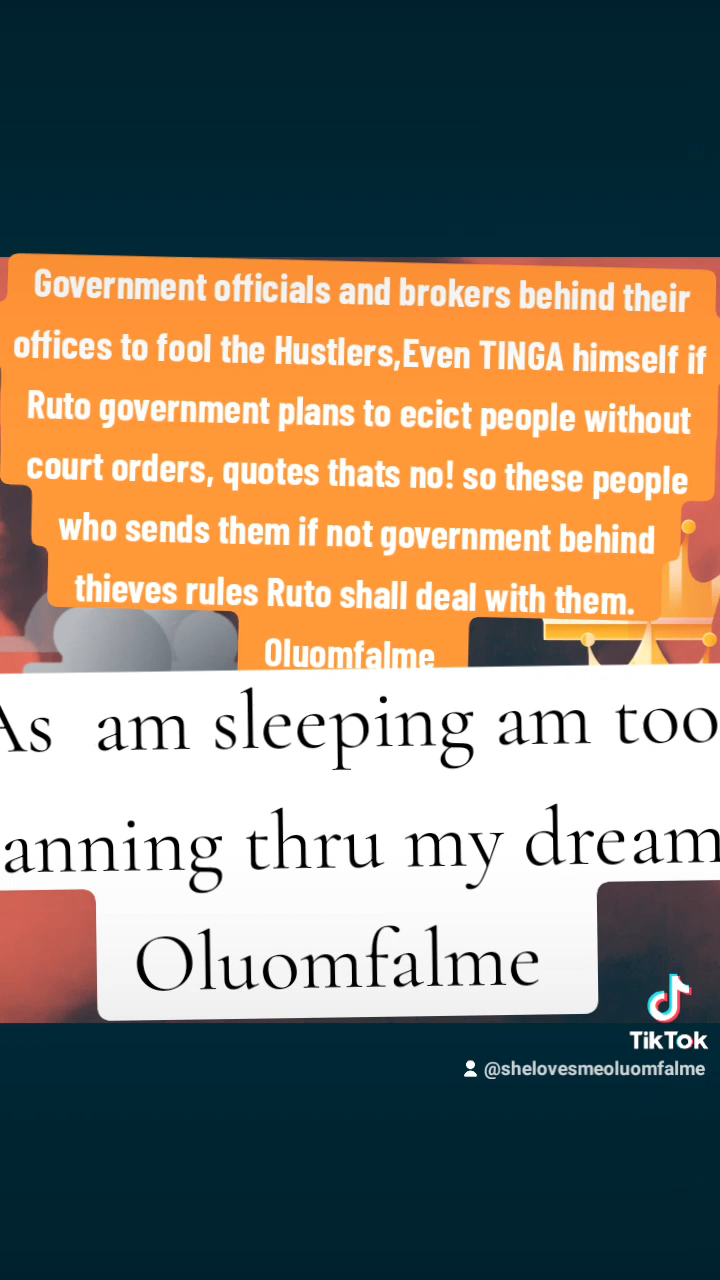 Government officials and brokers behind their
offices to fool the Hustlers,Even TINGA himself if
Ruto government plans to ecict people without
court orders, quotes thats no! so these people
who sends them if not government behind
thieves rules Ruto shall deal with them.
Oluomfalme
As am sleeping am too
anning thru my dream
Oluomfalme
TikTok
@shelovesmeoluomfalme